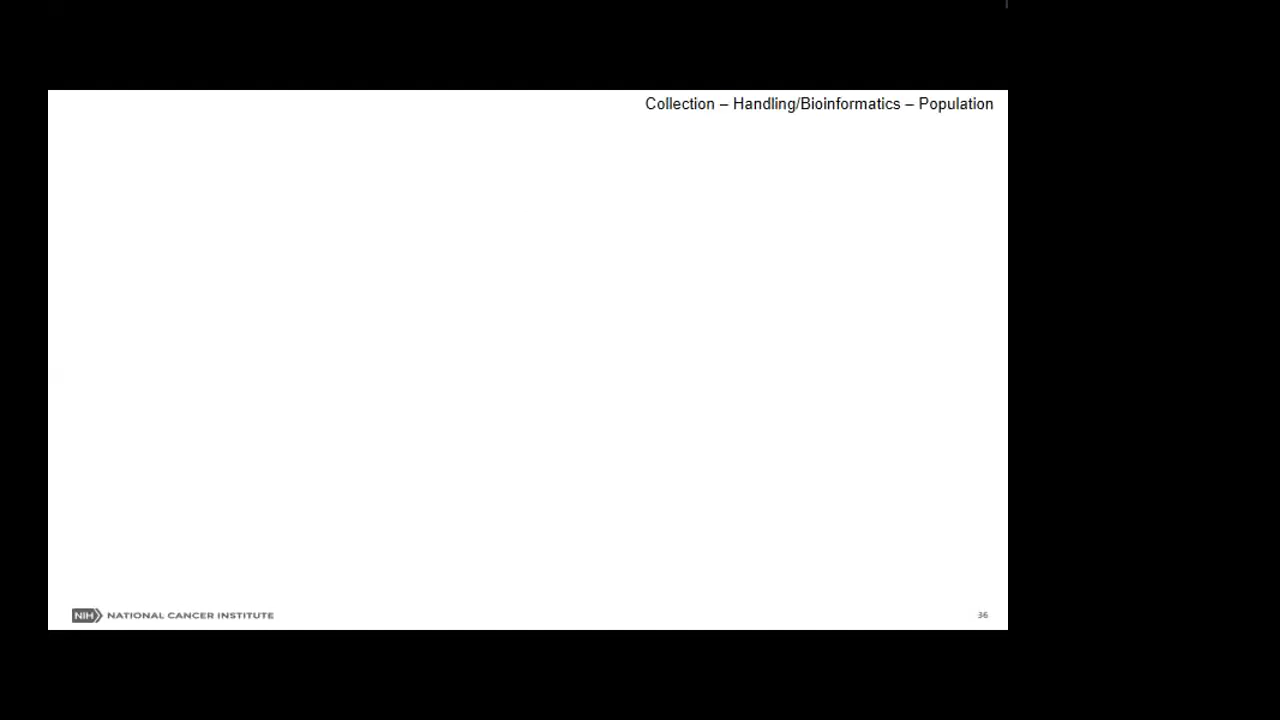 Collection – Handling/Bioinformatics – Population
NIH NATIONAL CANCER INSTITUTE
36